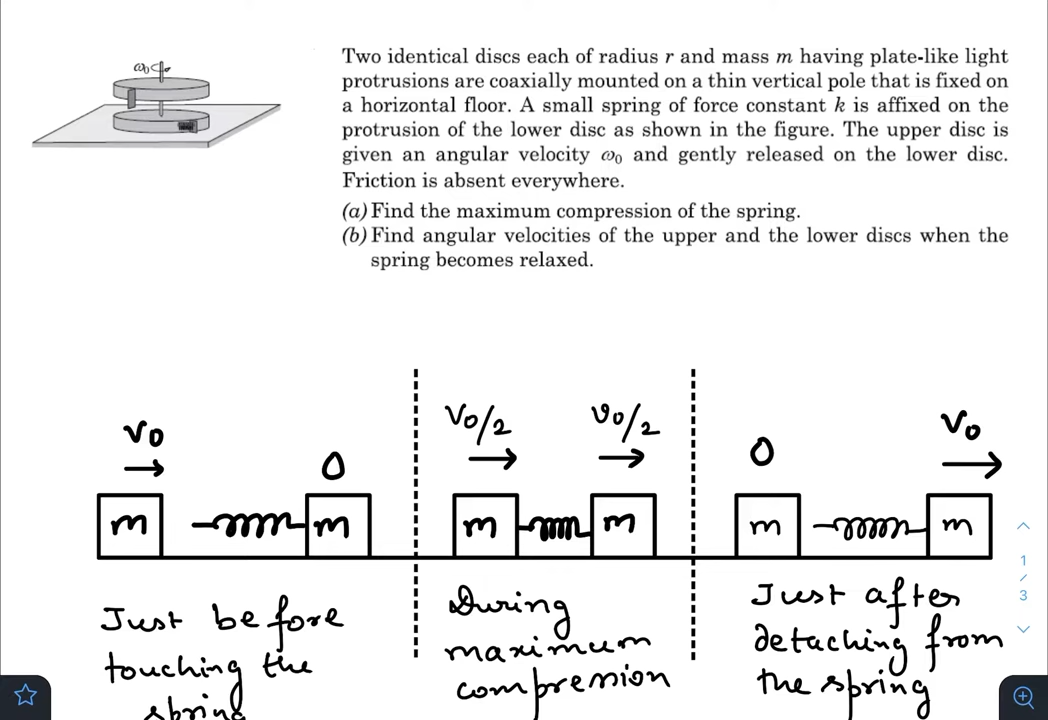 ω₀
Two identical discs each of radius r and mass m having plate-like light
protrusions are coaxially mounted on a thin vertical pole that is fixed on
a horizontal floor. A small spring of force constant k is affixed on the
protrusion of the lower disc as shown in the figure. The upper disc is
given an angular velocity ω₀ and gently released on the lower disc.
Friction is absent everywhere.
(a) Find the maximum compression of the spring.
(b) Find angular velocities of the upper and the lower discs when the
spring becomes relaxed.
v₀ 0 v₀/2 v₀/2 0 v₀
m m m m m m
Just before
touching the
spring
During
maximum
compression
Just after
detaching from
the spring
1
/
3